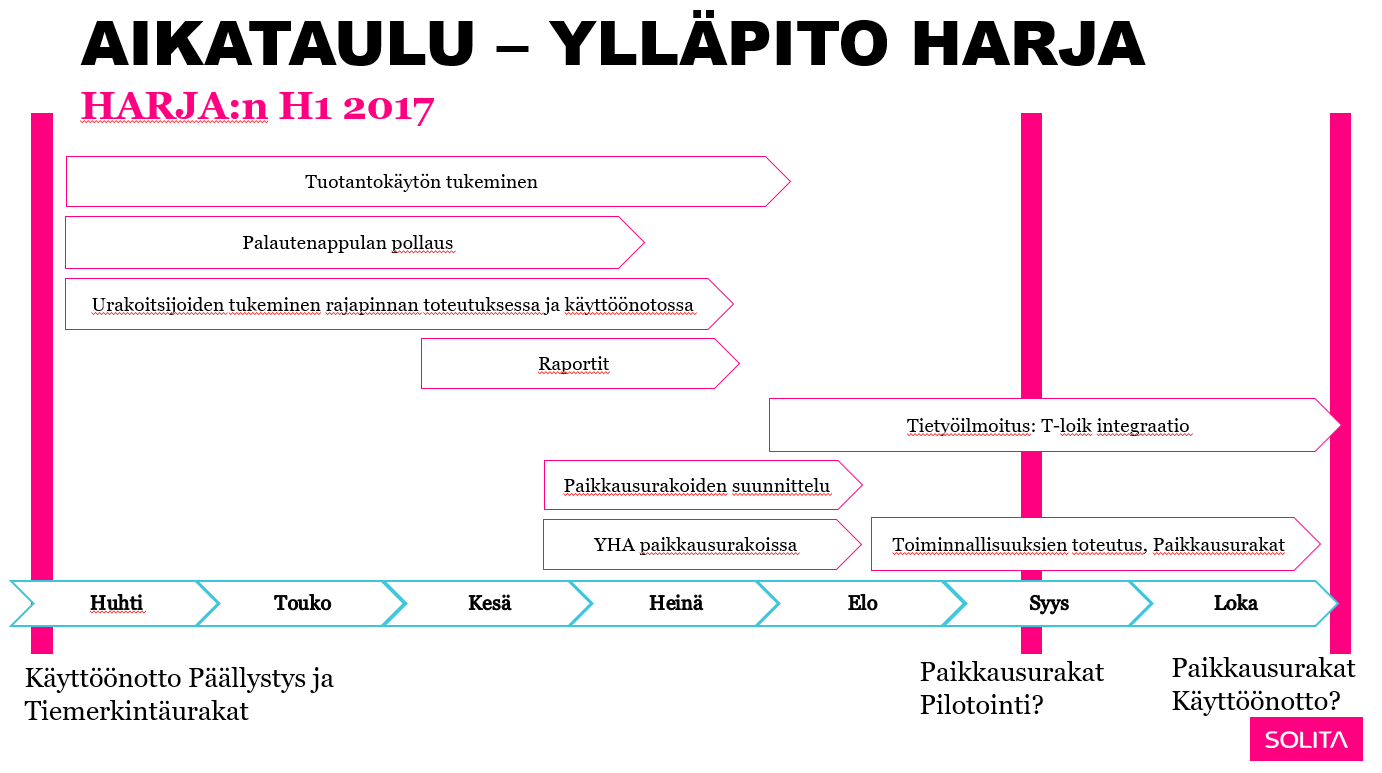 AIKATAULU – YLLÄPITO HARJA
HARJA:n H1 2017
Tuotantokäytön tukeminen
Palautenappulan pollaus
Urakoitsijoiden tukeminen rajapinnan toteutuksessa ja käyttöönotossa
Raportit
Tietyöilmoitus: T-loik integraatio
Paikkausurakoiden suunnittelu
YHA paikkausurakoissa
Toiminnallisuuksien toteutus, Paikkausurakat
Huhti
Touko
Kesä
Heinä
Elo
Syys
Loka
Käyttöönotto Päällystys ja
Tiemerkintäurakat
Paikkausurakat
Pilotointi?
Paikkausurakat
Käyttöönotto?
SOLITA